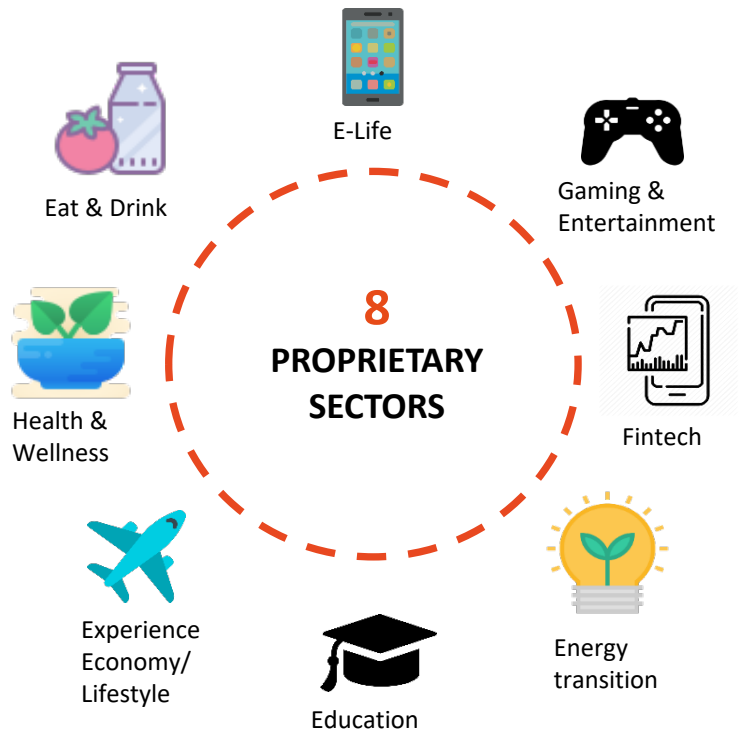 E-Life
Gaming &
Entertainment
Fintech
Energy
transition
Education
Experience
Economy/
Lifestyle
Health &
Wellness
Eat & Drink
8
PROPRIETARY
SECTORS